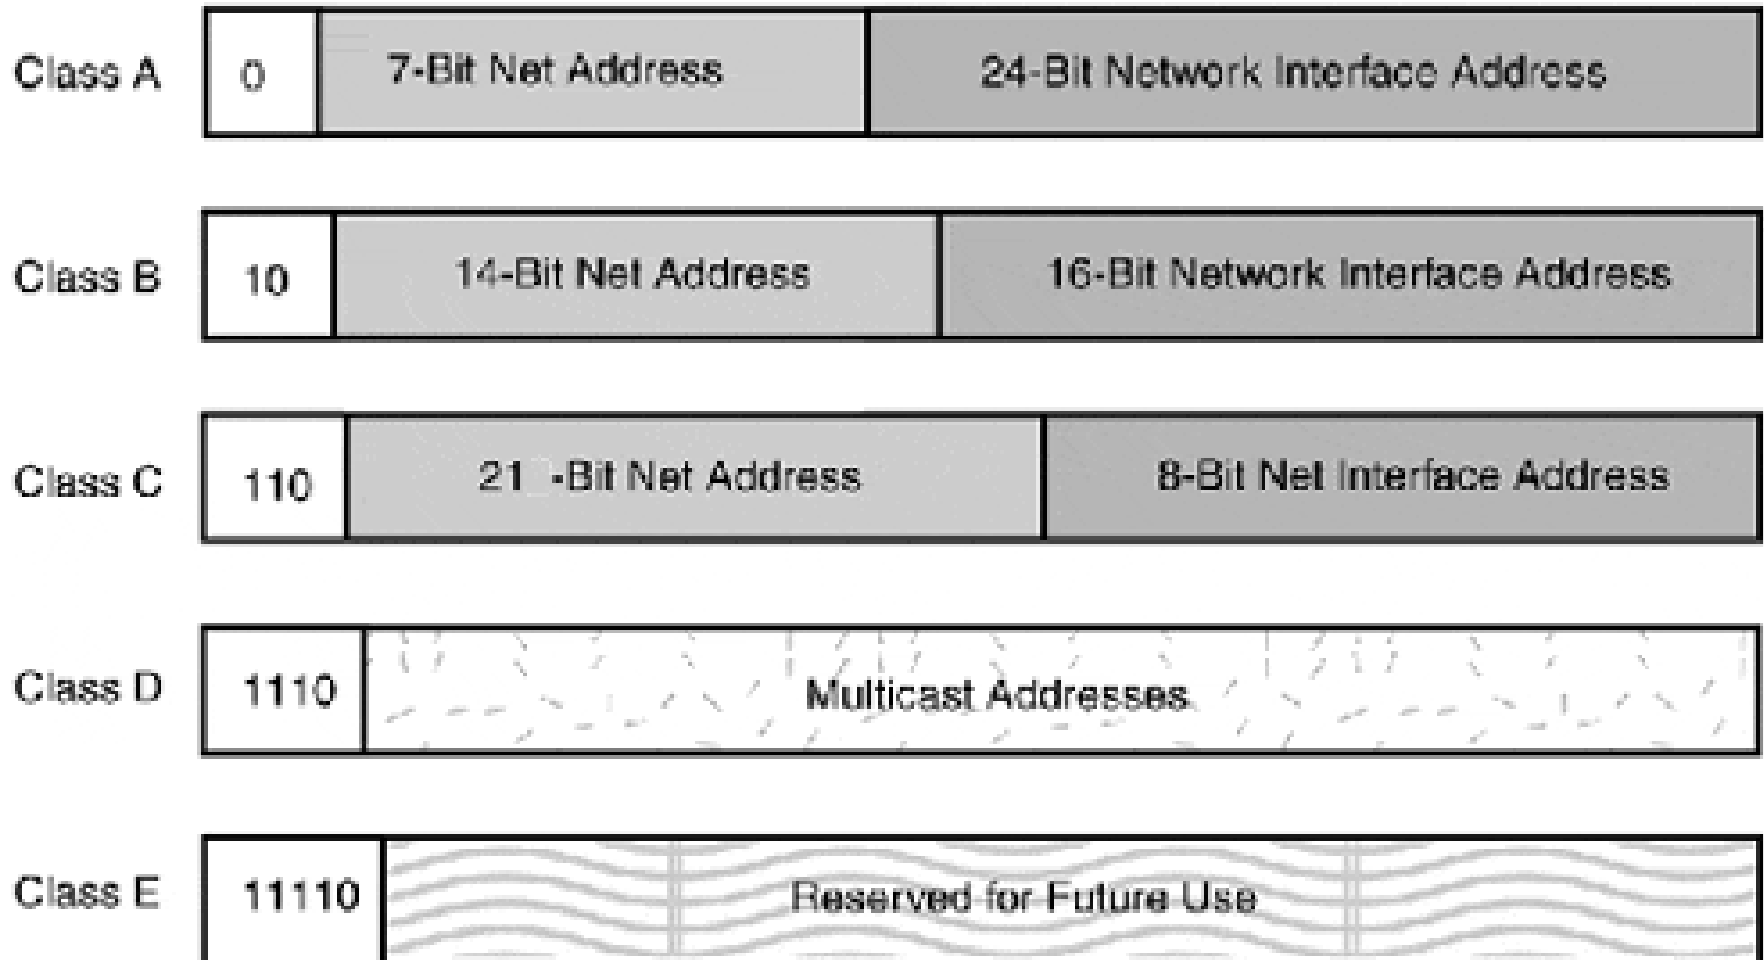 Class A 0 7-Bit Net Address 24-Bit Network Interface Address
Class B 10 14-Bit Net Address 16-Bit Network Interface Address
Class C 110 21 -Bit Net Address 8-Bit Net Interface Address
Class D 1110 Multicast Addresses
Class E 11110 Reserved for Future Use